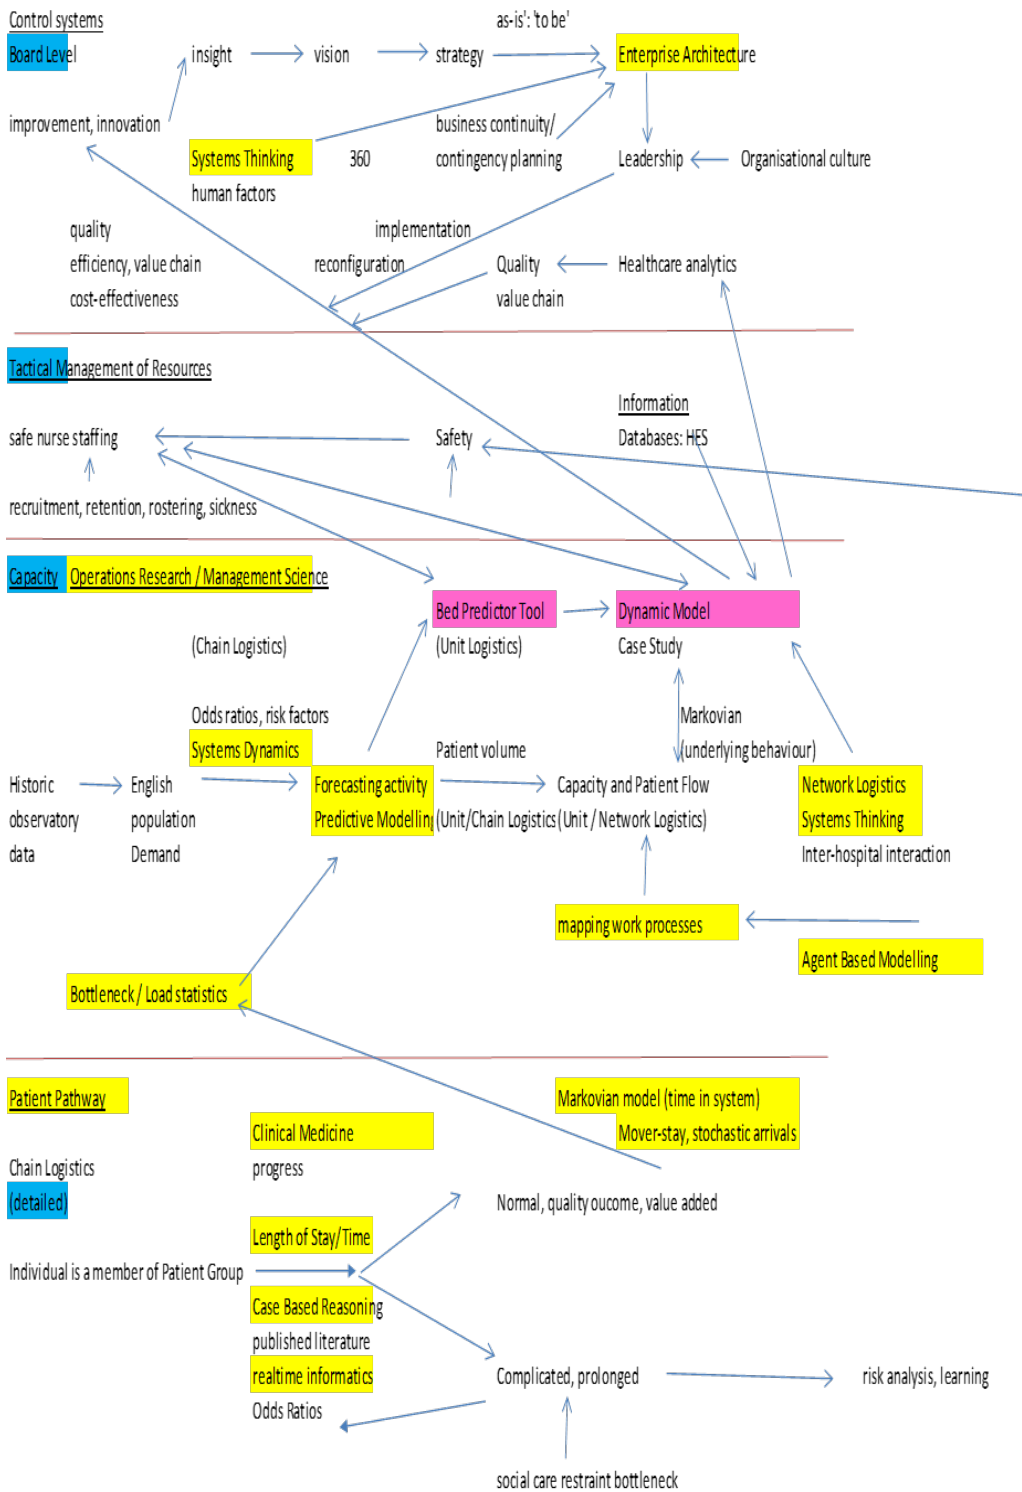 Control systems
as-is': 'to be'
Board Level
insight
vision
strategy
Enterprise Architecture
improvement, innovation
business continuity/
Systems Thinking
360
contingency planning
Leadership
Organisational culture
human factors
quality
implementation
efficiency, value chain
reconfiguration
Quality
Healthcare analytics
cost-effectiveness
value chain
Tactical Management of Resources
Information
safe nurse staffing
Safety
Databases: HES
recruitment, retention, rostering, sickness
Capacity
Operations Research / Management Science
Bed Predictor Tool
Dynamic Model
(Chain Logistics)
(Unit Logistics)
Case Study
Odds ratios, risk factors
Markovian
Systems Dynamics
Patient volume
(underlying behaviour)
Historic
English
Forecasting activity
Capacity and Patient Flow
Network Logistics
observatory
population
Predictive Modelling
(Unit/Chain Logistics
(Unit / Network Logistics)
Systems Thinking
data
Demand
Inter-hospital interaction
mapping work processes
Agent Based Modelling
Bottleneck / Load statistics
Patient Pathway
Markovian model (time in system)
Clinical Medicine
Mover-stay, stochastic arrivals
Chain Logistics
progress
(detailed)
Normal, quality oucome, value added
Length of Stay/Time
Individual is a member of Patient Group
Case Based Reasoning
published literature
realtime informatics
Complicated, prolonged
risk analysis, learning
Odds Ratios
social care restraint bottleneck